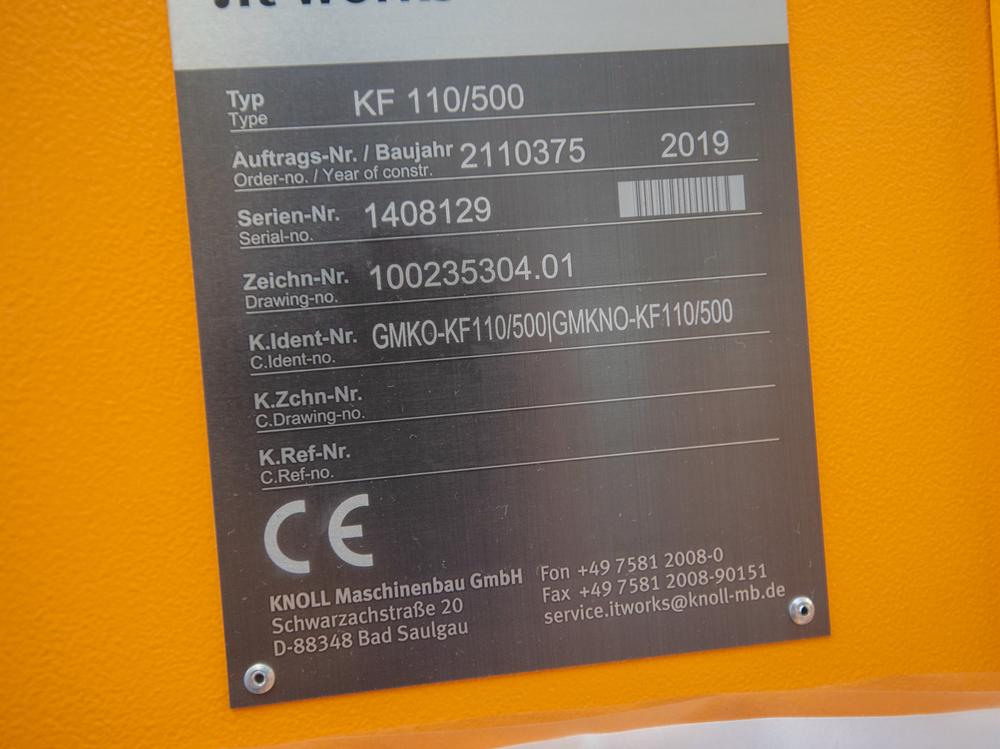 .it works
Typ
Type
KF 110/500
Auftrags-Nr. / Baujahr 2110375 2019
Order-no. / Year of constr.
Serien-Nr. 1408129
Serial-no.
Zeichn-Nr. 100235304.01
Drawing-no.
K.Ident-Nr. GMKO-KF110/500|GMKNO-KF110/500
C.Ident-no.
K.Zchn-Nr.
C.Drawing-no.
K.Ref-Nr.
C.Ref-no.
CE
KNOLL Maschinenbau GmbH
Schwarzachstraße 20
D-88348 Bad Saulgau
Fon +49 7581 2008-0
Fax +49 7581 2008-90151
service.itworks@knoll-mb.de